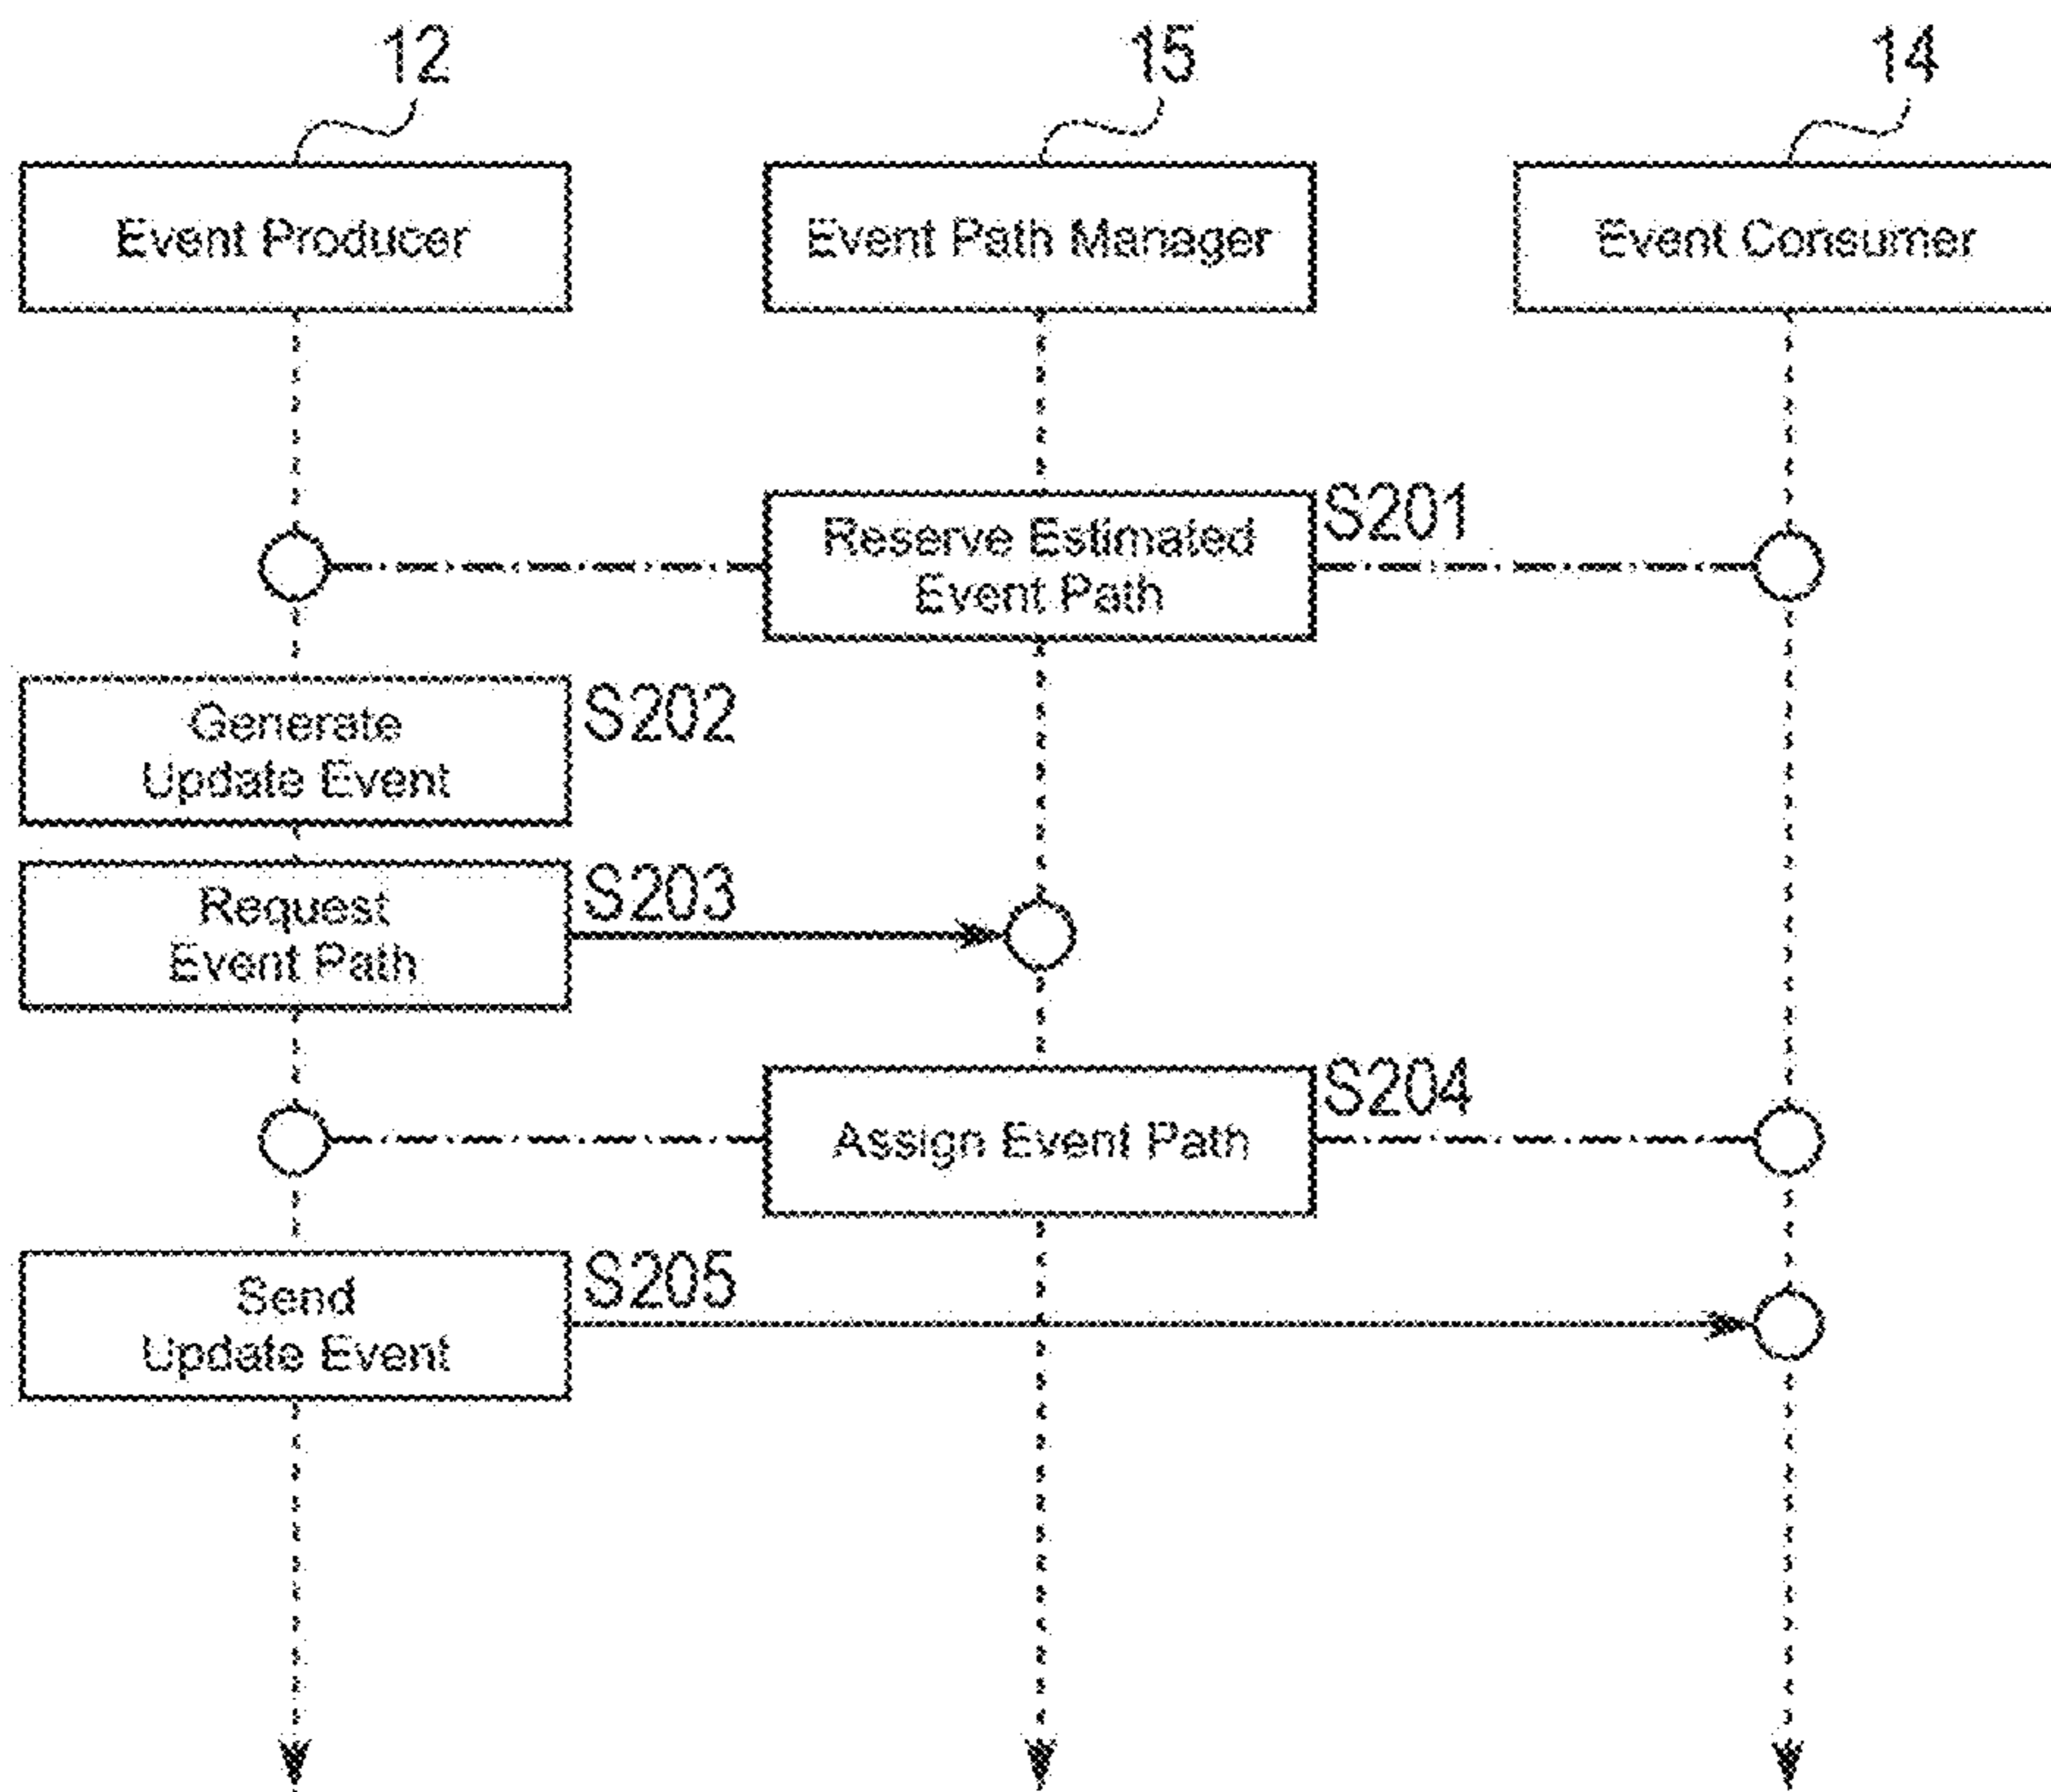 12
15
14
Event Producer
Event Path Manager
Event Consumer
Reserve Estimated
Event Path
S201
Generate
Update Event
S202
Request
Event Path
S203
Assign Event Path
S204
Send
Update Event
S205